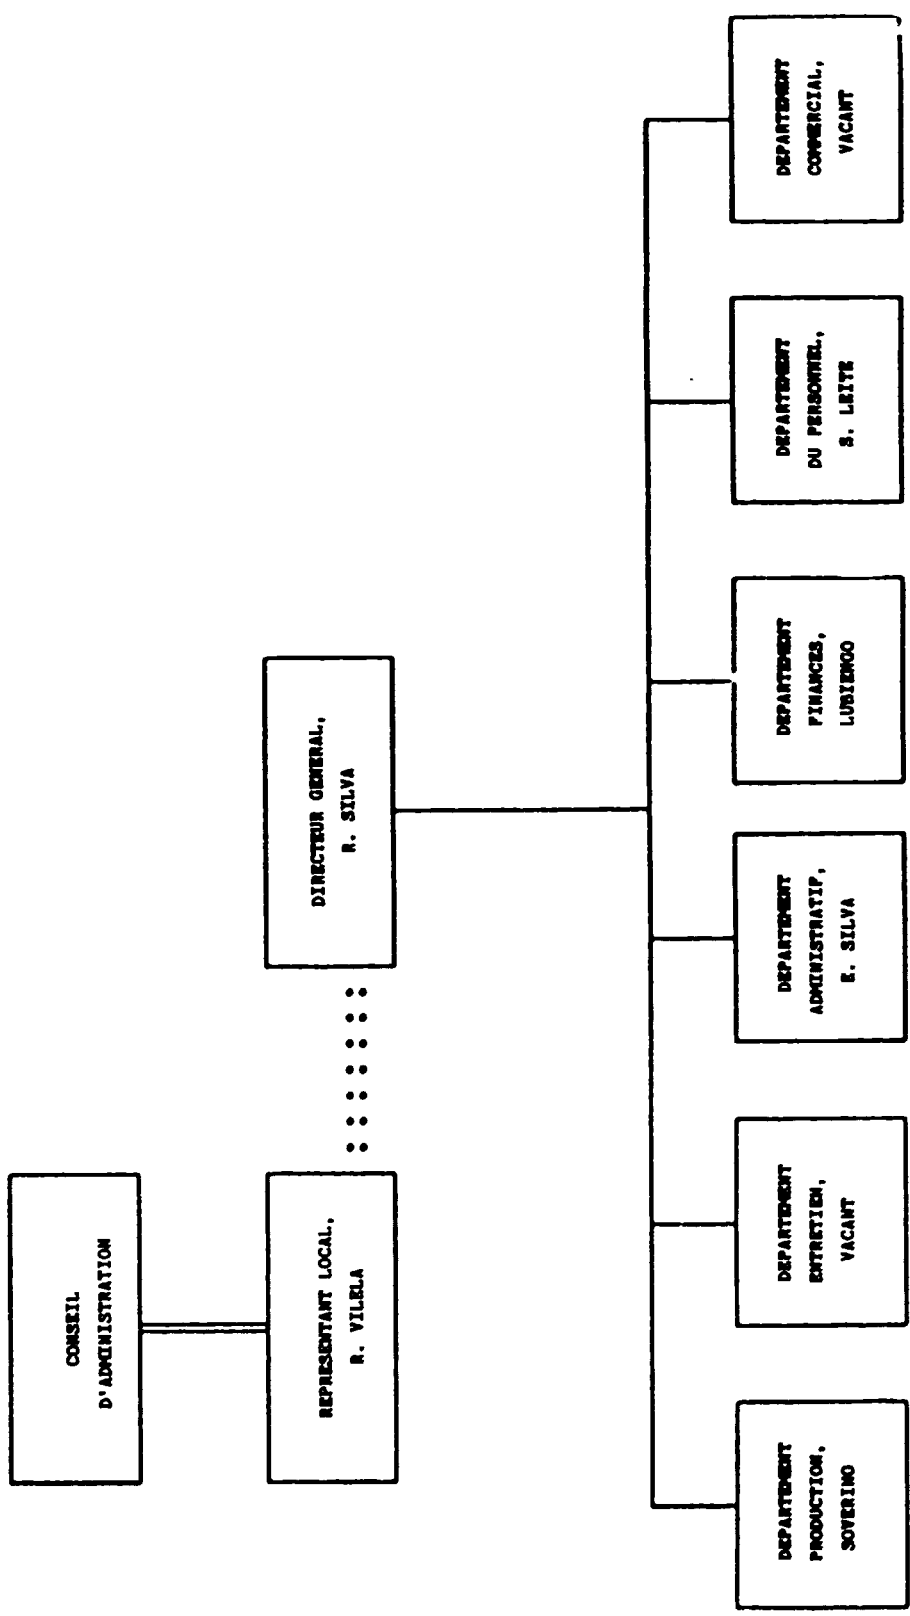 CONSEIL
D'ADMINISTRATION
REPRESENTANT LOCAL,
R. VILELA
DIRECTEUR GENERAL,
R. SILVA
DEPARTEMENT
PRODUCTION,
SOVERINO
DEPARTEMENT
ENTRETIEN,
VACANT
DEPARTEMENT
ADMINISTRATIF,
E. SILVA
DEPARTEMENT
FINANCES,
LUBIENGO
DEPARTEMENT
DU PERSONNEL,
S. LEITE
DEPARTEMENT
COMMERCIAL,
VACANT